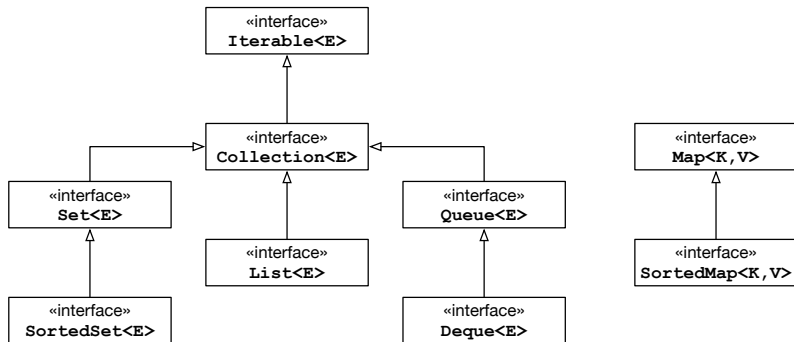 «interface»
Iterable<E>
«interface»
Collection<E>
«interface»
Map<K,V>
«interface»
Set<E>
«interface»
Queue<E>
«interface»
List<E>
«interface»
SortedMap<K,V>
«interface»
SortedSet<E>
«interface»
Deque<E>